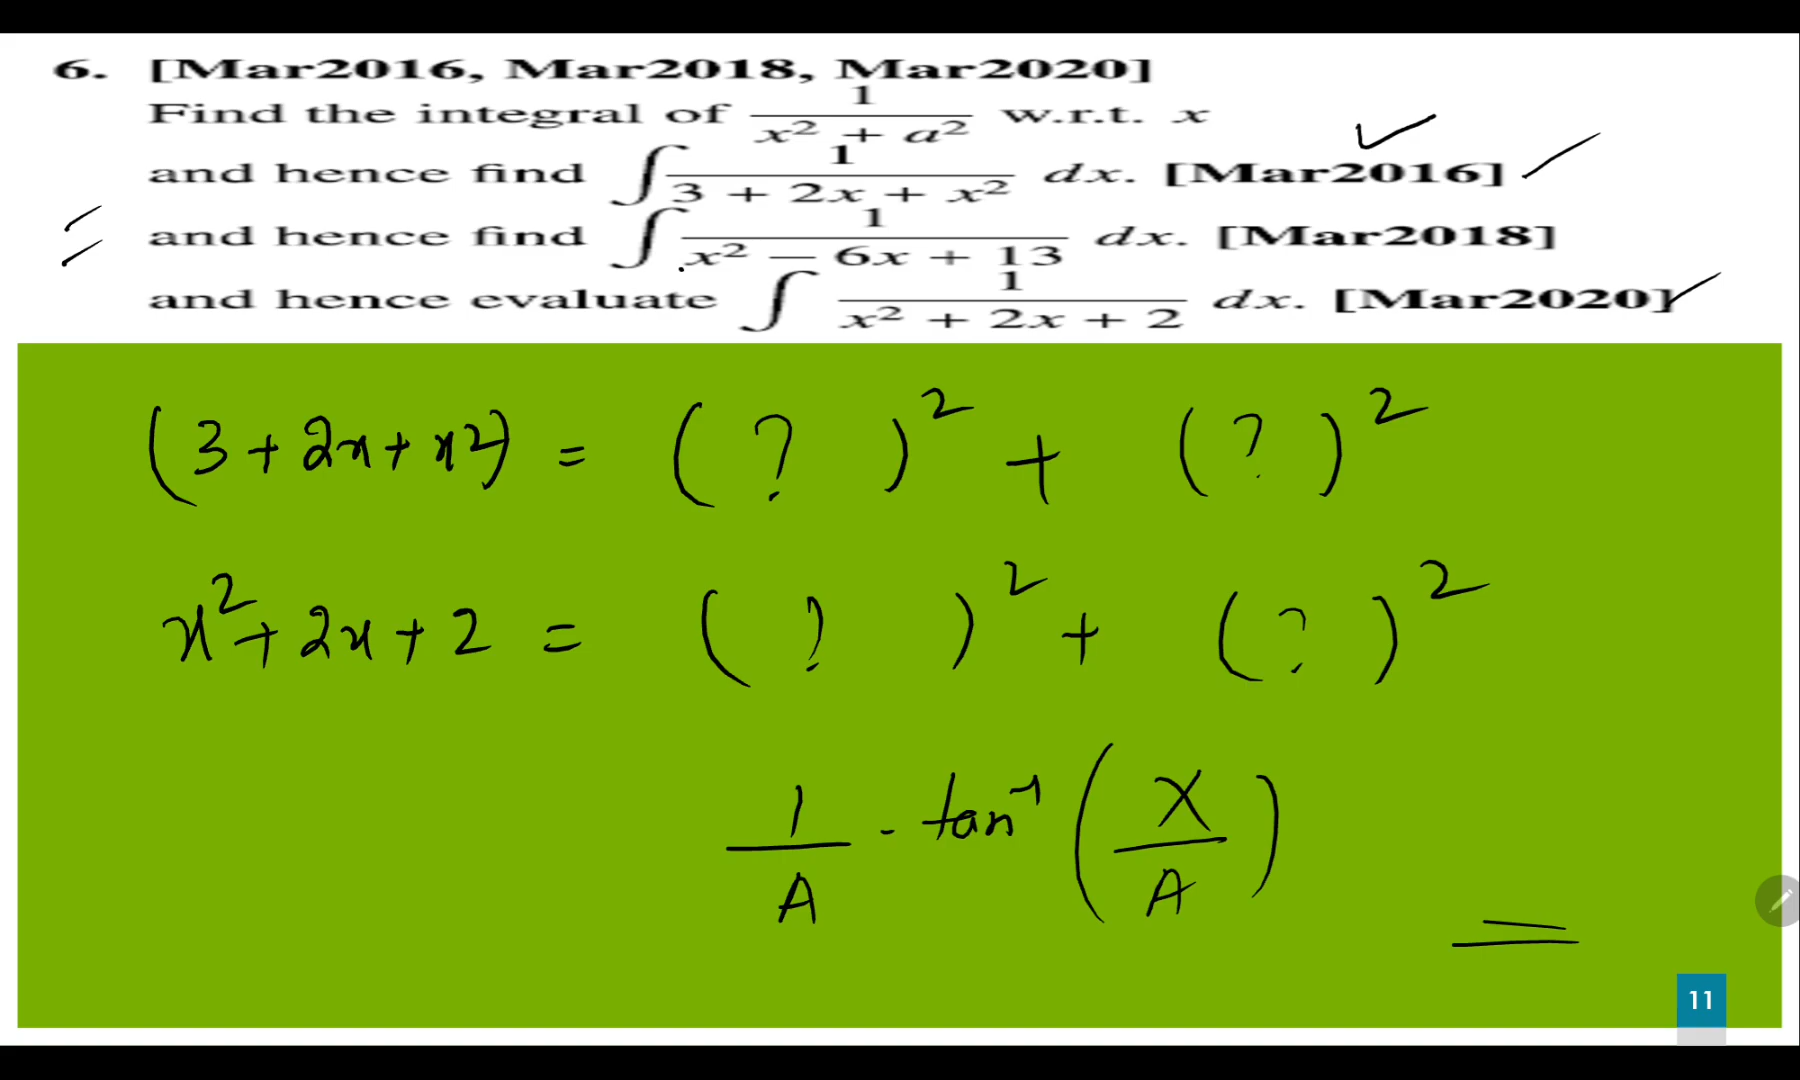 6. [Mar2016, Mar2018, Mar2020]
Find the integral of 1/(x² + a²) w.r.t. x
and hence find ∫ 1/(3 + 2x + x²) dx. [Mar2016]
and hence find ∫ 1/(x² − 6x + 13) dx. [Mar2018]
and hence evaluate ∫ 1/(x² + 2x + 2) dx. [Mar2020]
(3 + 2x + x2) = ( ? )² + ( ? )²
x² + 2x + 2 = ( ? )² + ( ? )²
1/A · tan⁻¹ (X/A)
11